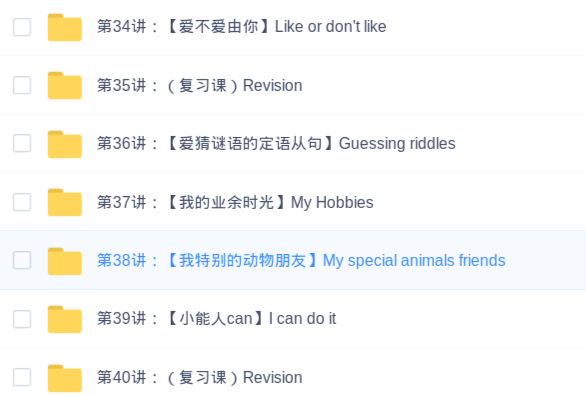 第34讲：【爱不爱由你】Like or don't like
第35讲：（复习课）Revision
第36讲：【爱猜谜语的定语从句】Guessing riddles
第37讲：【我的业余时光】My Hobbies
第38讲：【我特别的动物朋友】My special animals friends
第39讲：【小能人can】I can do it
第40讲：（复习课）Revision